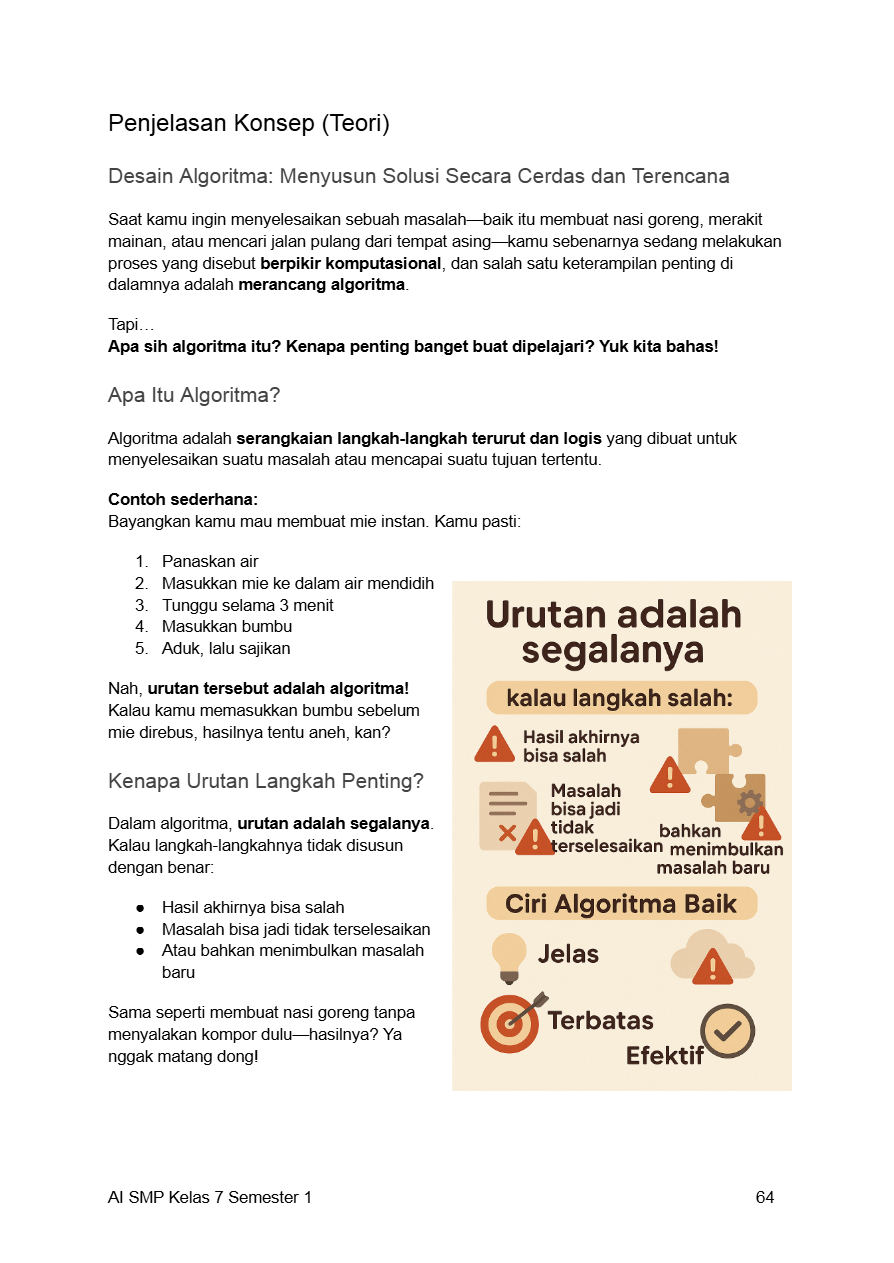 Penjelasan Konsep (Teori)
Desain Algoritma: Menyusun Solusi Secara Cerdas dan Terencana
Saat kamu ingin menyelesaikan sebuah masalah—baik itu membuat nasi goreng, merakit
mainan, atau mencari jalan pulang dari tempat asing—kamu sebenarnya sedang melakukan
proses yang disebut berpikir komputasional, dan salah satu keterampilan penting di
dalamnya adalah merancang algoritma.
Tapi…
Apa sih algoritma itu? Kenapa penting banget buat dipelajari? Yuk kita bahas!
Apa Itu Algoritma?
Algoritma adalah serangkaian langkah-langkah terurut dan logis yang dibuat untuk
menyelesaikan suatu masalah atau mencapai suatu tujuan tertentu.
Contoh sederhana:
Bayangkan kamu mau membuat mie instan. Kamu pasti:
1. Panaskan air
2. Masukkan mie ke dalam air mendidih
3. Tunggu selama 3 menit
4. Masukkan bumbu
5. Aduk, lalu sajikan
Nah, urutan tersebut adalah algoritma!
Kalau kamu memasukkan bumbu sebelum
mie direbus, hasilnya tentu aneh, kan?
Kenapa Urutan Langkah Penting?
Dalam algoritma, urutan adalah segalanya.
Kalau langkah-langkahnya tidak disusun
dengan benar:
● Hasil akhirnya bisa salah
● Masalah bisa jadi tidak terselesaikan
● Atau bahkan menimbulkan masalah
baru
Sama seperti membuat nasi goreng tanpa
menyalakan kompor dulu—hasilnya? Ya
nggak matang dong!
Urutan adalah
segalanya
kalau langkah salah:
Hasil akhirnya
bisa salah
Masalah
bisa jadi
tidak
terselesaikan
bahkan
menimbulkan
masalah baru
Ciri Algoritma Baik
Jelas
Terbatas
Efektif
AI SMP Kelas 7 Semester 1
64